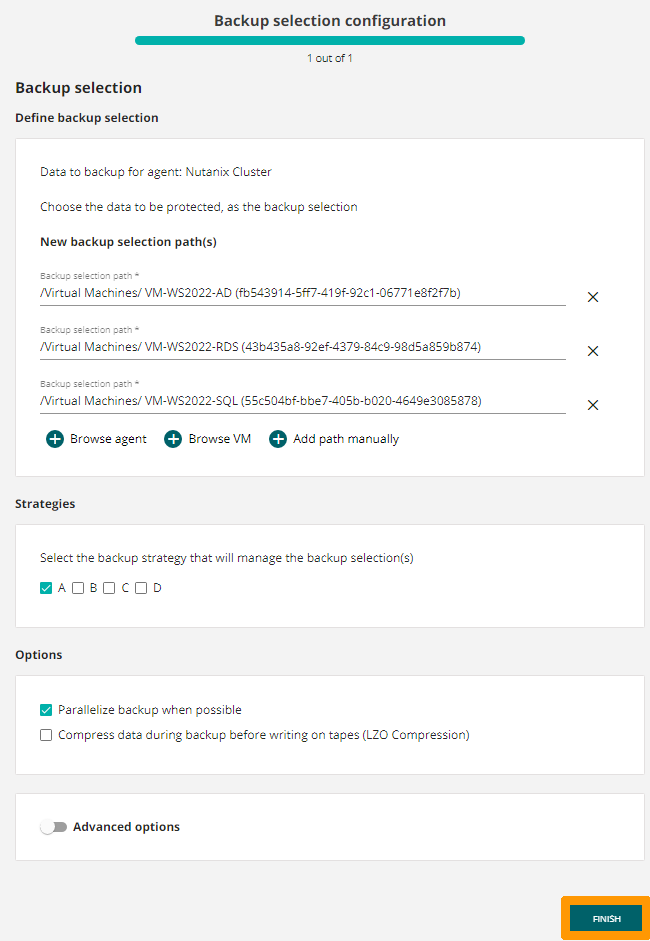 Backup selection configuration
1 out of 1
Backup selection
Define backup selection
Data to backup for agent: Nutanix Cluster
Choose the data to be protected, as the backup selection
New backup selection path(s)
Backup selection path *
/Virtual Machines/ VM-WS2022-AD (fb543914-5ff7-419f-92c1-06771e8f2f7b)
Backup selection path *
/Virtual Machines/ VM-WS2022-RDS (43b435a8-92ef-4379-84c9-98d5a859b874)
Backup selection path *
/Virtual Machines/ VM-WS2022-SQL (55c504bf-bbe7-405b-b020-4649e3085878)
Browse agent Browse VM Add path manually
Strategies
Select the backup strategy that will manage the backup selection(s)
A B C D
Options
Parallelize backup when possible
Compress data during backup before writing on tapes (LZO Compression)
Advanced options
FINISH